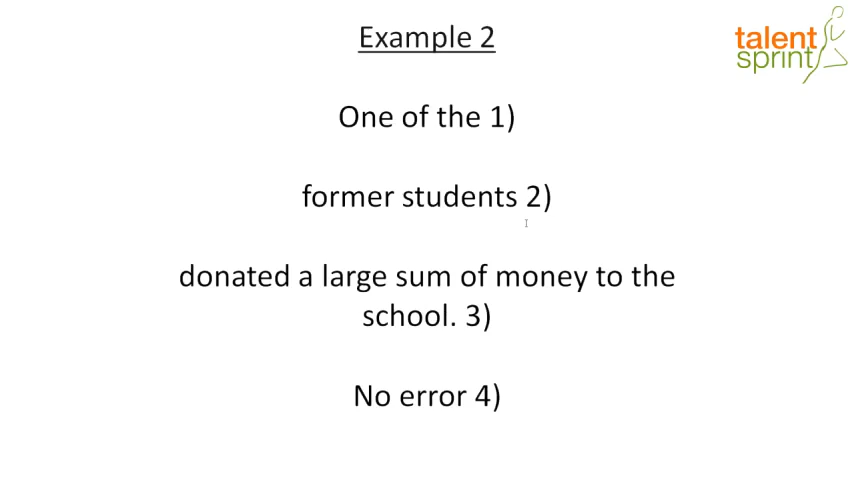 Example 2
talent
sprint
One of the 1)
former students 2)
donated a large sum of money to the
school. 3)
No error 4)